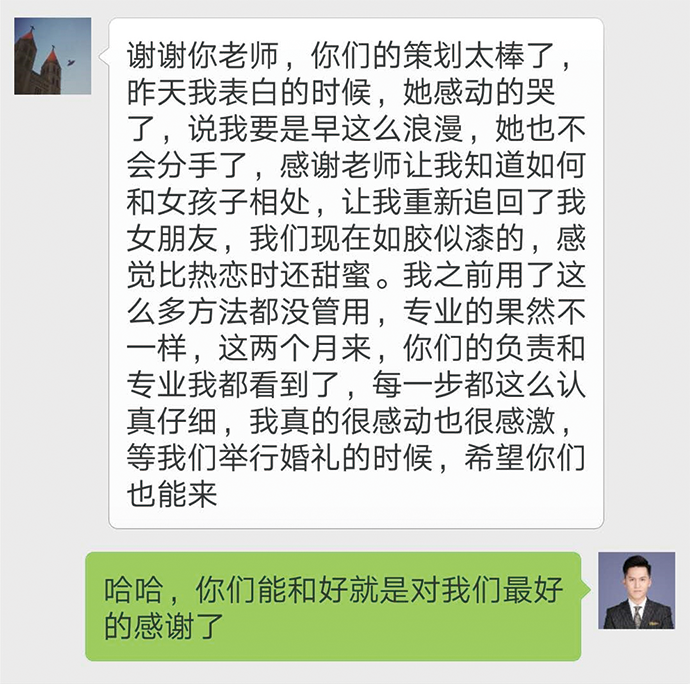 谢谢你老师，你们的策划太棒了，
昨天我表白的时候，她感动的哭
了，说我要是早这么浪漫，她也不
会分手了，感谢老师让我知道如何
和女孩子相处，让我重新追回了我
女朋友，我们现在如胶似漆的，感
觉比热恋时还甜蜜。我之前用了这
么多方法都没管用，专业的果然不
一样，这两个月来，你们的负责和
专业我都看到了，每一步都这么认
真仔细，我真的很感动也很感激，
等我们举行婚礼的时候，希望你们
也能来
哈哈，你们能和好就是对我们最好
的感谢了